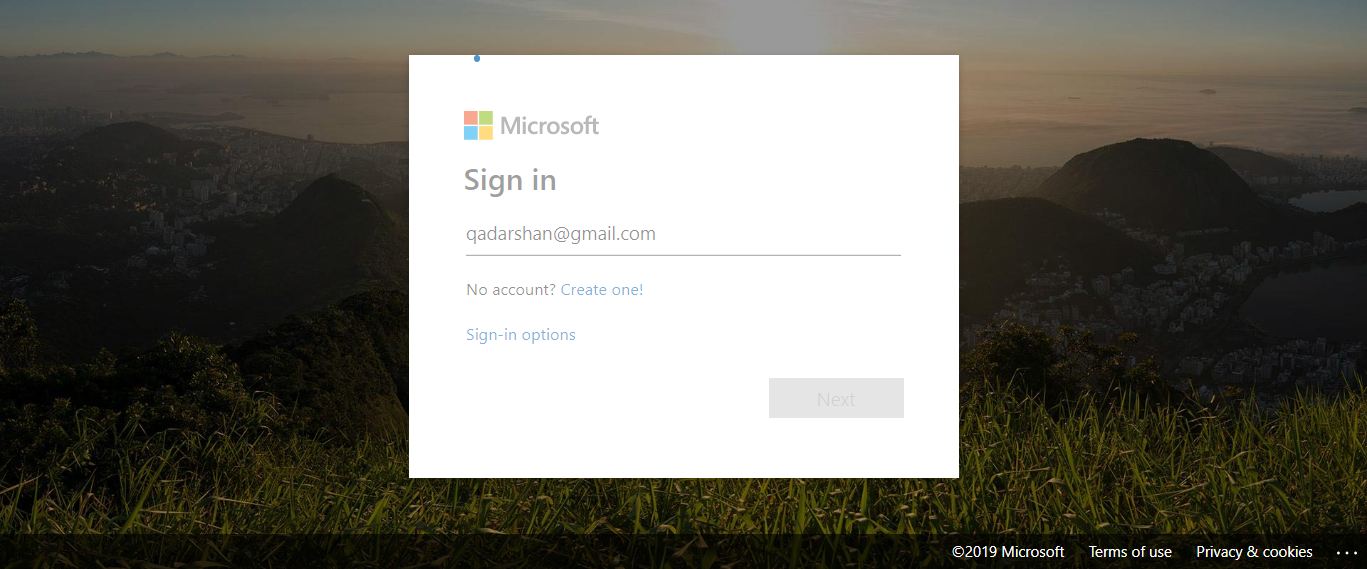 Microsoft
Sign in
qadarshan@gmail.com
No account? Create one!
Sign-in options
Next
©2019 Microsoft Terms of use Privacy & cookies ...